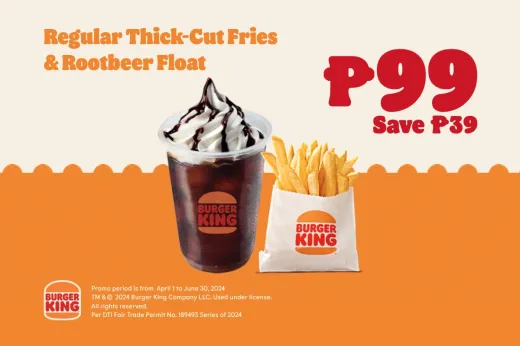 Regular Thick-Cut Fries
& Rootbeer Float
₱99
Save ₱39
BURGER
KING
BURGER
KING
BURGER
KING
Promo period is from April 1 to June 30, 2024
TM & © 2024 Burger King Company LLC. Used under license.
All rights reserved.
Per DTI Fair Trade Permit No. 189493 Series of 2024